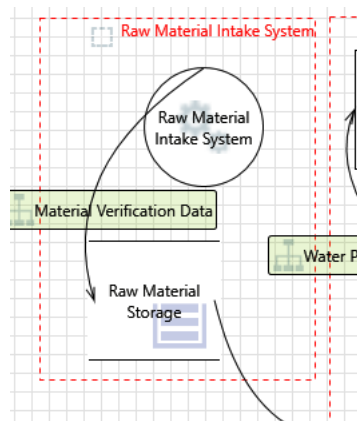 Raw Material Intake System
Raw Material
Intake System
Material Verification Data
Water P
Raw Material
Storage